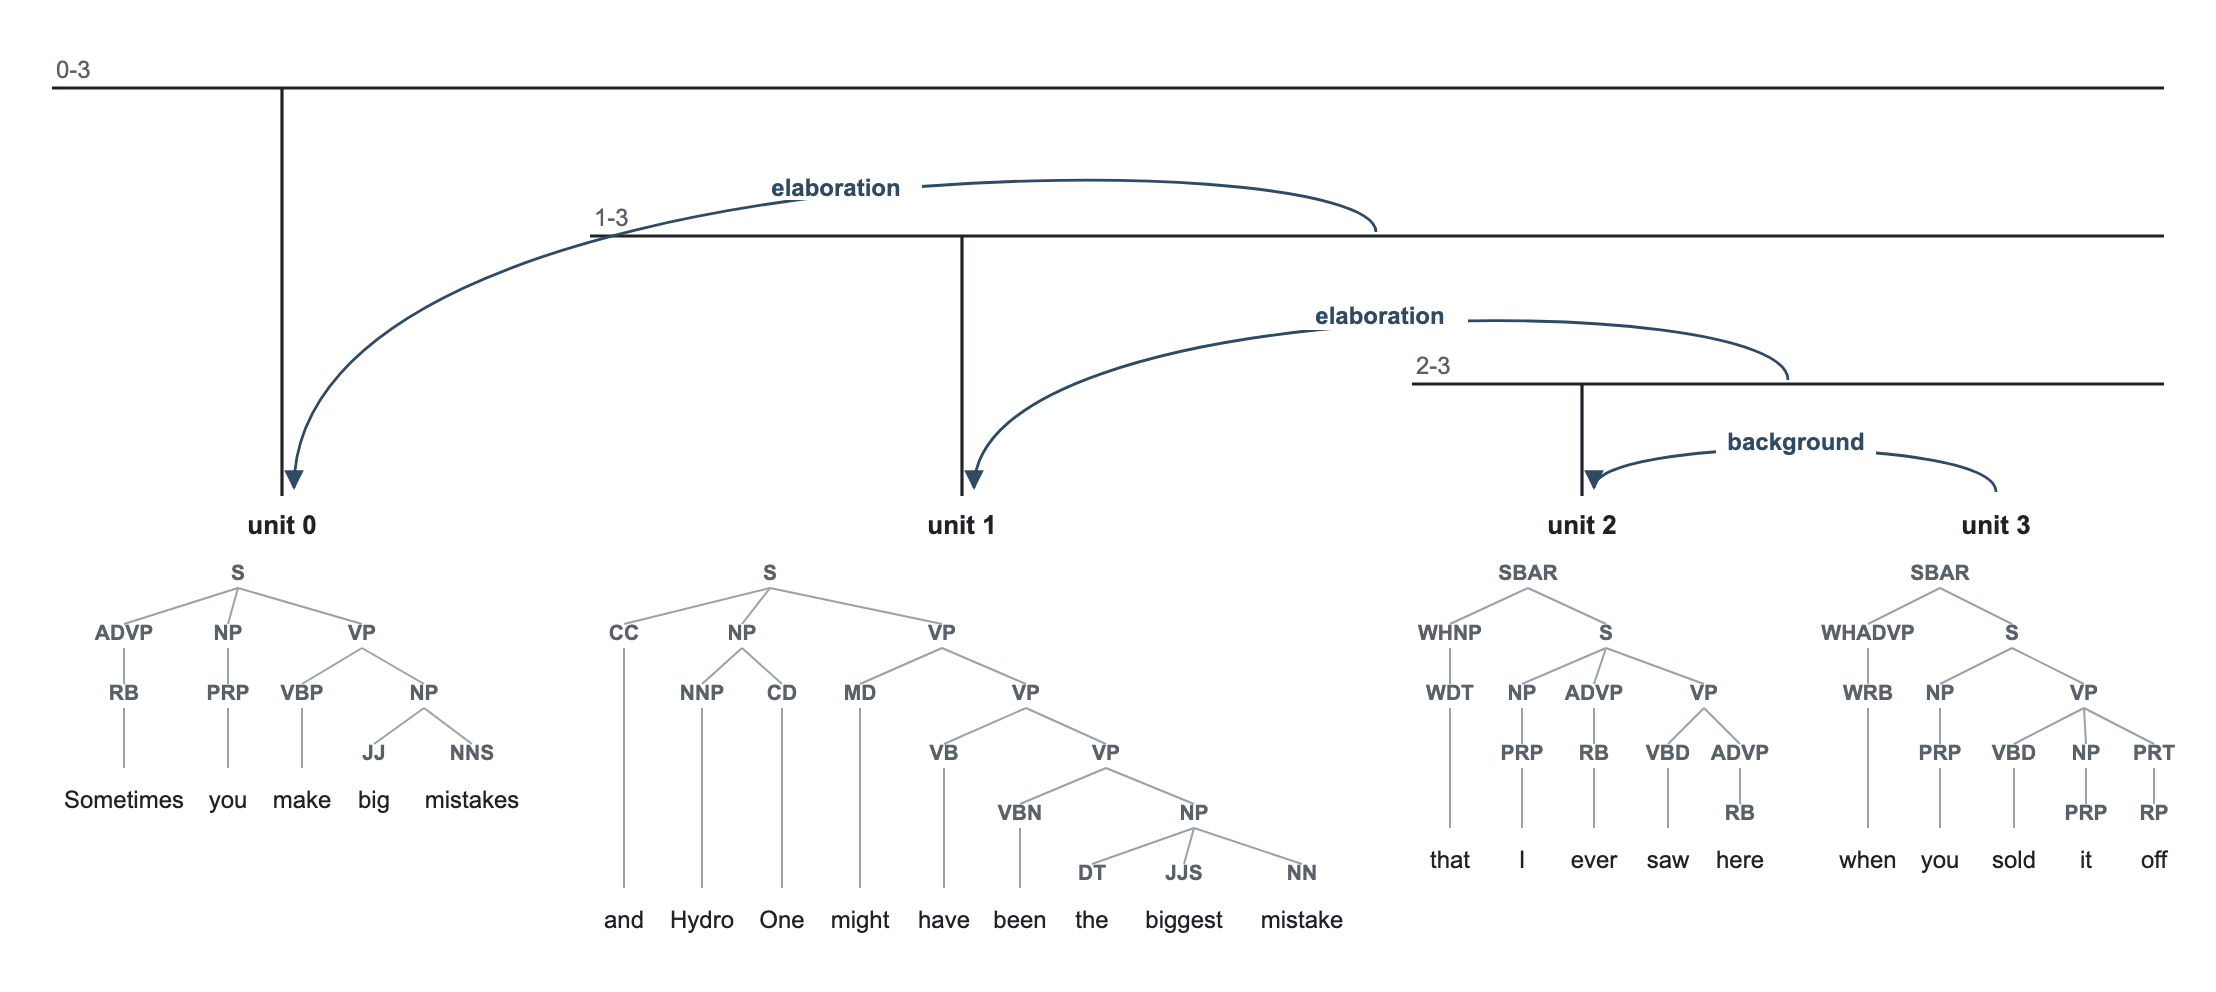 0-3
elaboration
1-3
elaboration
2-3
background
unit 0 unit 1 unit 2 unit 3
S S SBAR SBAR
ADVP NP VP CC NP VP WHNP S WHADVP S
RB PRP VBP NP NNP CD MD VP WDT NP ADVP VP WRB NP VP
JJ NNS VB VP PRP RB VBD ADVP PRP VBD NP PRT
Sometimes you make big mistakes VBN NP RB PRP RP
DT JJS NN that I ever saw here when you sold it off
and Hydro One might have been the biggest mistake